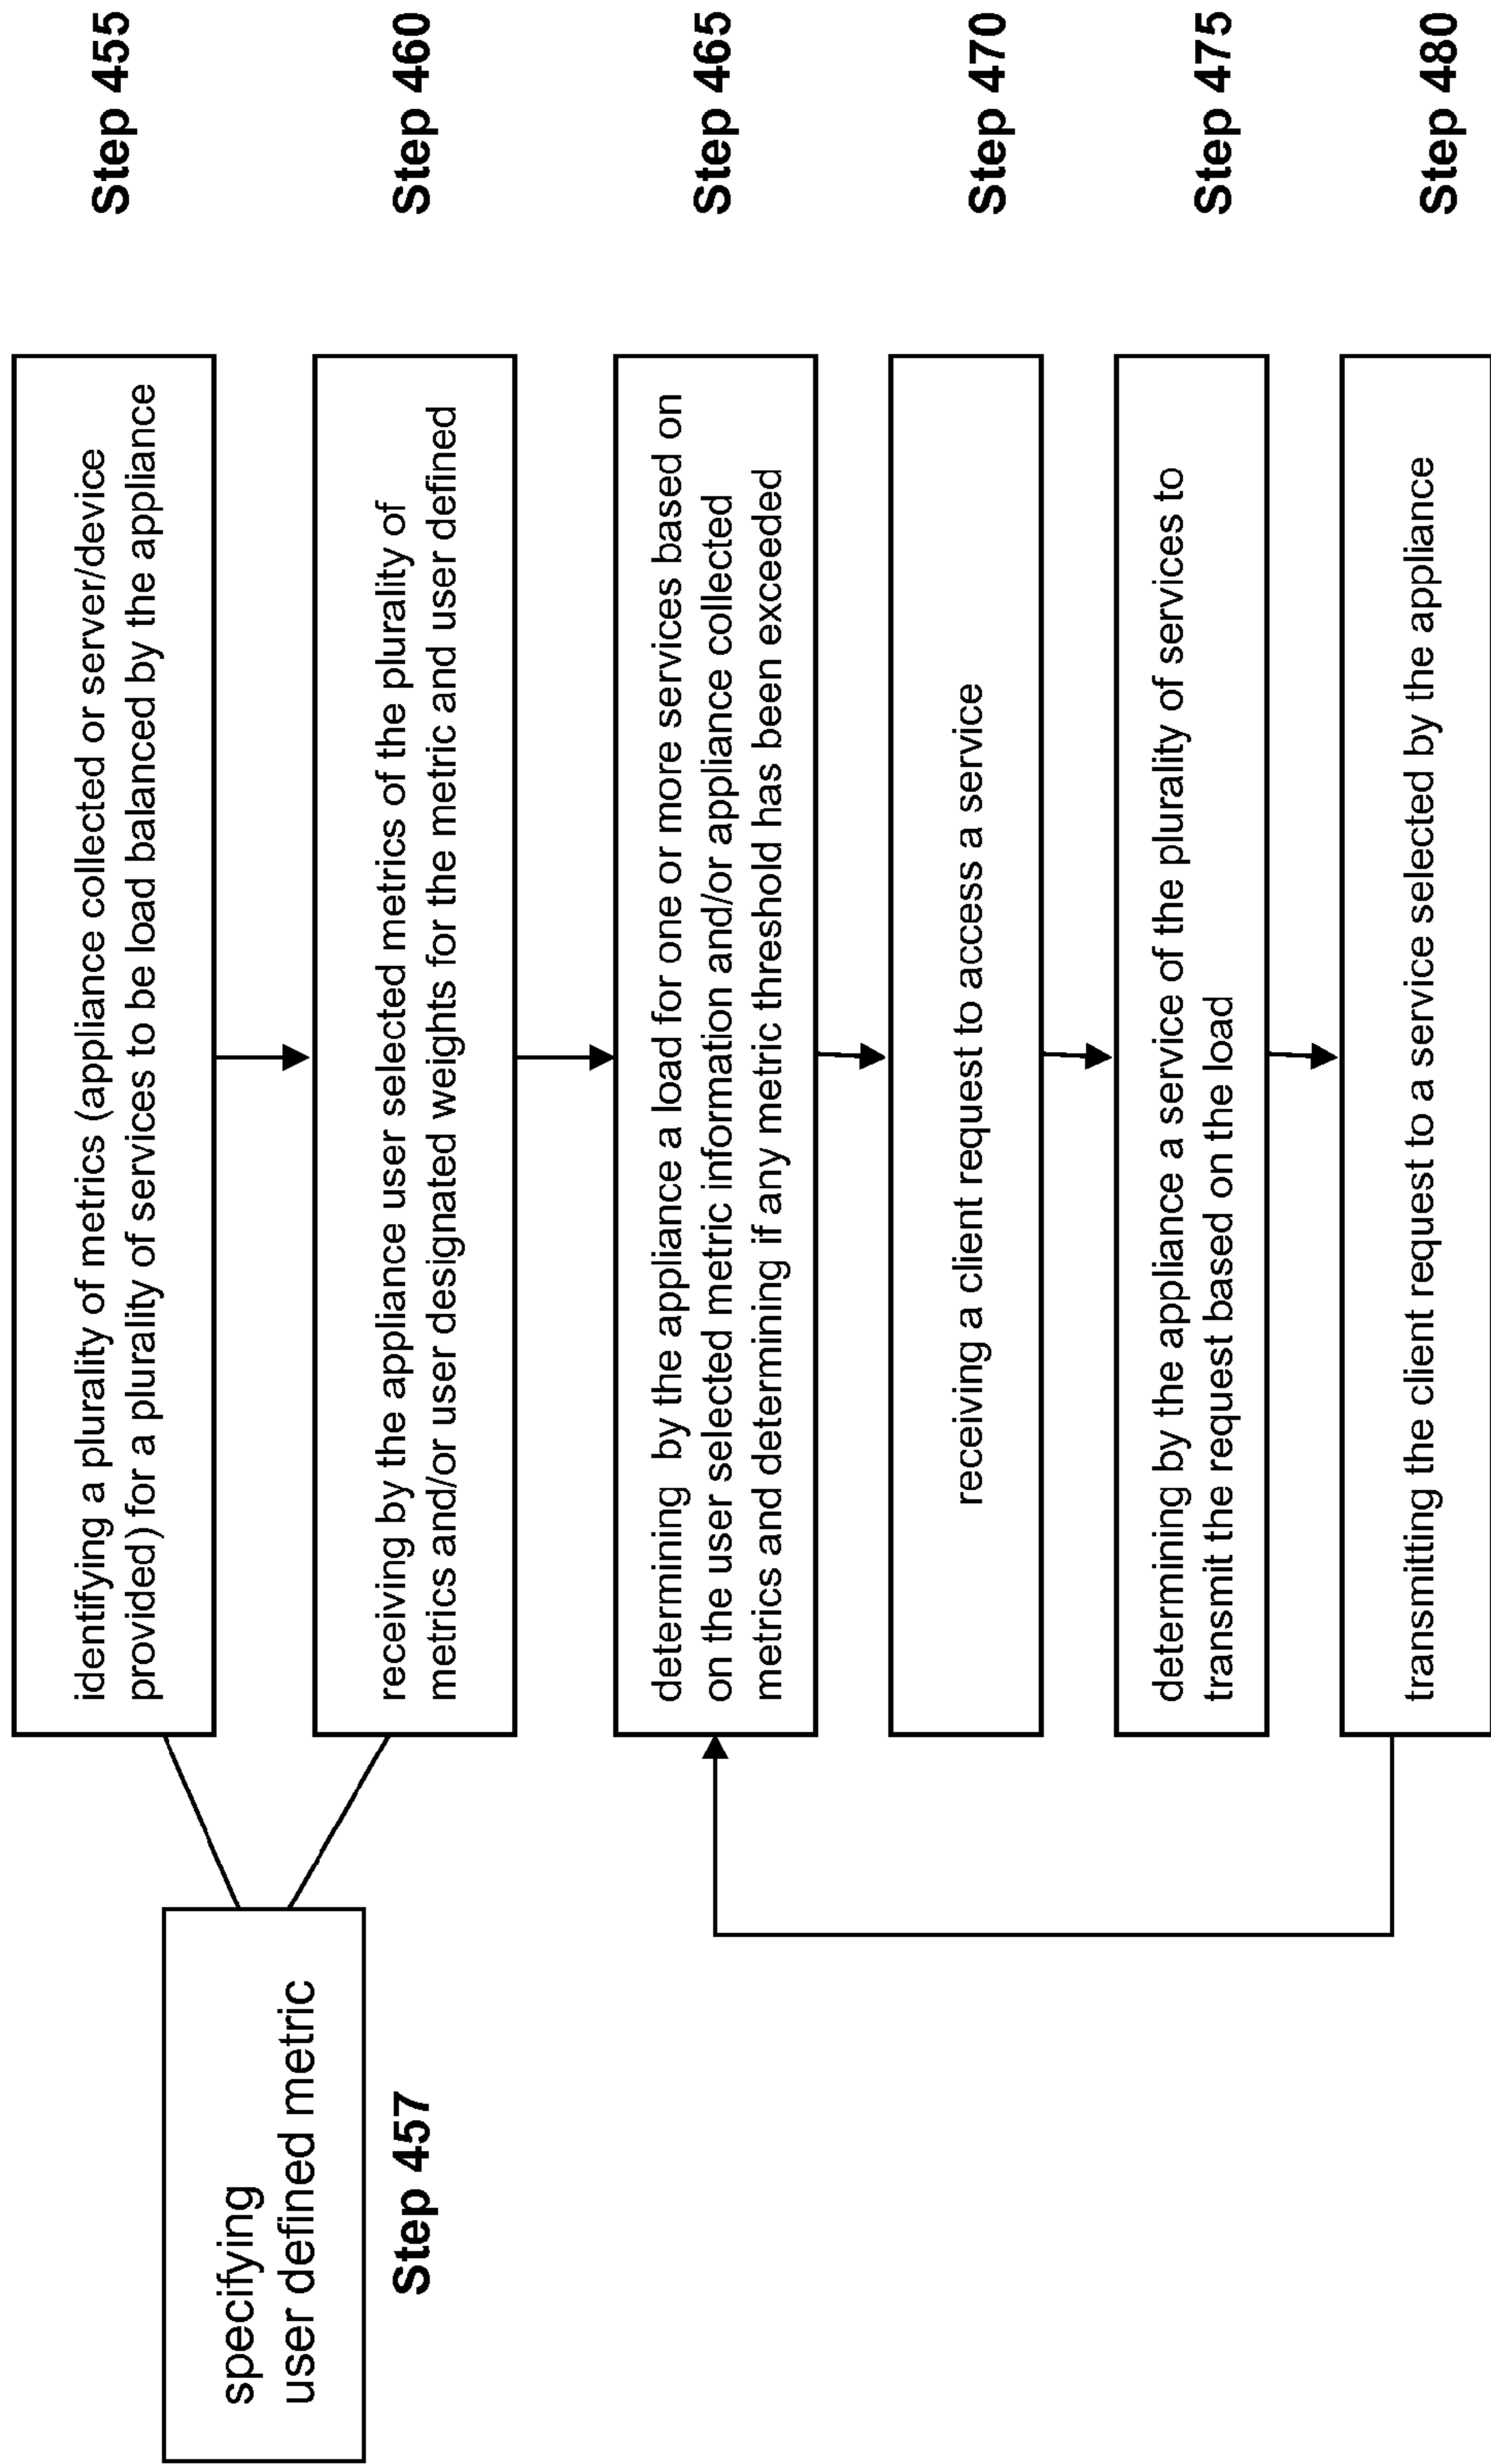 identifying a plurality of metrics (appliance collected or server/device
provided) for a plurality of services to be load balanced by the appliance
Step 455
specifying
user defined metric
Step 457
receiving by the appliance user selected metrics of the plurality of
metrics and/or user designated weights for the metric and user defined
Step 460
determining by the appliance a load for one or more services based on
on the user selected metric information and/or appliance collected
metrics and determining if any metric threshold has been exceeded
Step 465
receiving a client request to access a service
Step 470
determining by the appliance a service of the plurality of services to
transmit the request based on the load
Step 475
transmitting the client request to a service selected by the appliance
Step 480